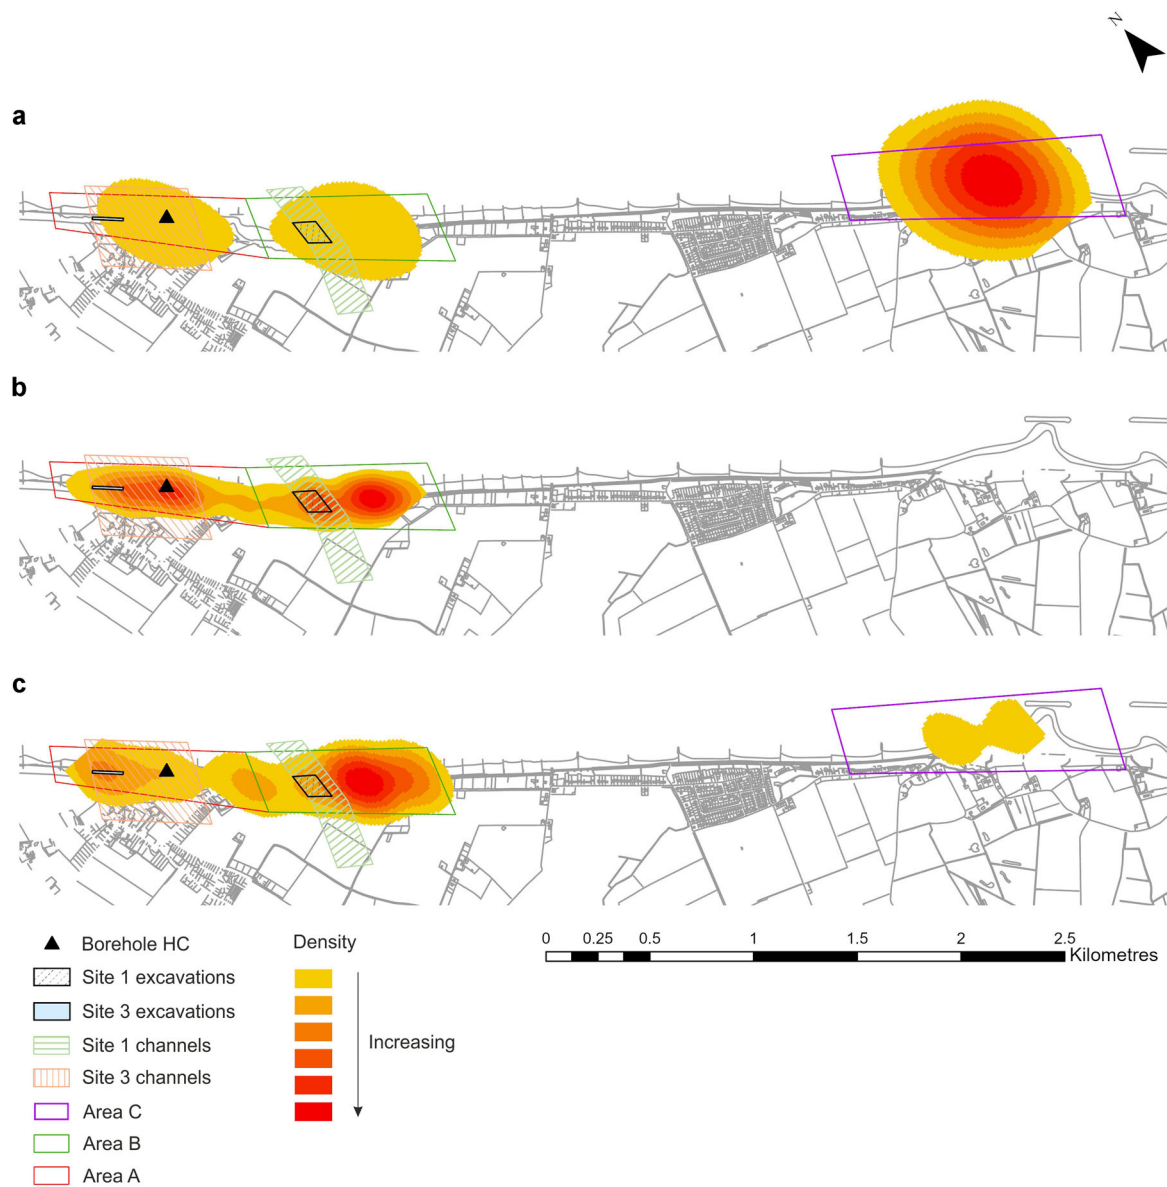 N
a
b
c
Borehole HC
Site 1 excavations
Site 3 excavations
Site 1 channels
Site 3 channels
Area C
Area B
Area A
Density
Increasing
0 0.25 0.5 1 1.5 2 2.5
Kilometres